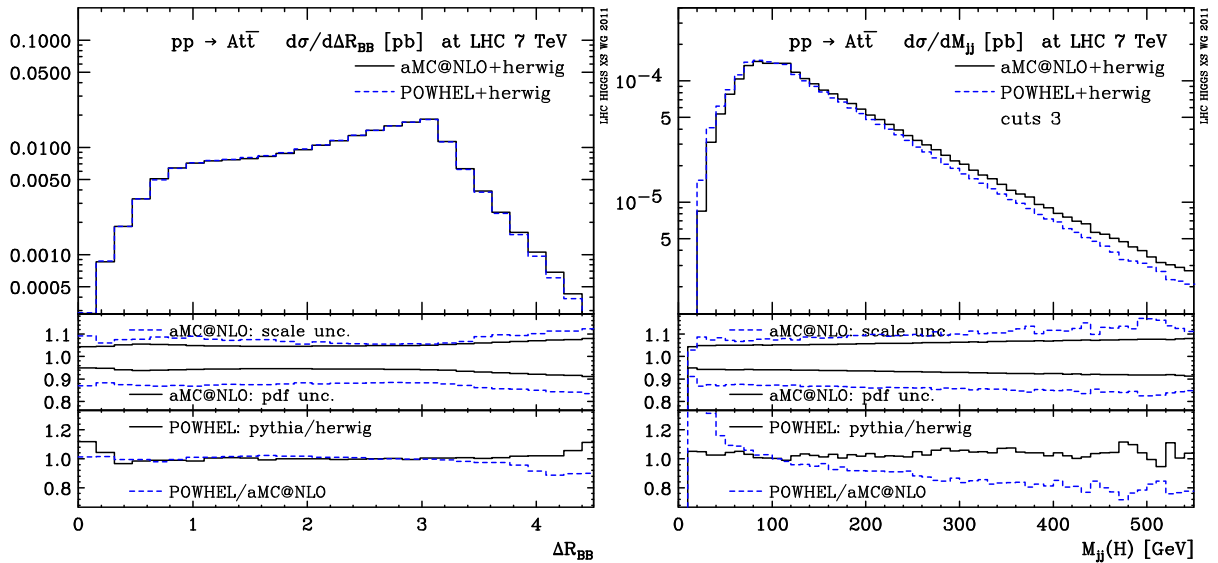 pp → Att̅ dσ/dΔR_BB [pb] at LHC 7 TeV
aMC@NLO+herwig
POWHEL+herwig
0.1000
0.0500
0.0100
0.0050
0.0010
0.0005
LHC HIGGS XS WG 2011
aMC@NLO: scale unc.
aMC@NLO: pdf unc.
1.1
1.0
0.9
0.8
POWHEL: pythia/herwig
POWHEL/aMC@NLO
1.2
1.0
0.8
0 1 2 3 4
ΔR_BB
pp → Att̅ dσ/dM_jj [pb] at LHC 7 TeV
aMC@NLO+herwig
POWHEL+herwig
cuts 3
10⁻⁴
5
10⁻⁵
5
LHC HIGGS XS WG 2011
aMC@NLO: scale unc.
aMC@NLO: pdf unc.
1.1
1.0
0.9
0.8
POWHEL: pythia/herwig
POWHEL/aMC@NLO
1.2
1.0
0.8
0 100 200 300 400 500
M_jj(H) [GeV]